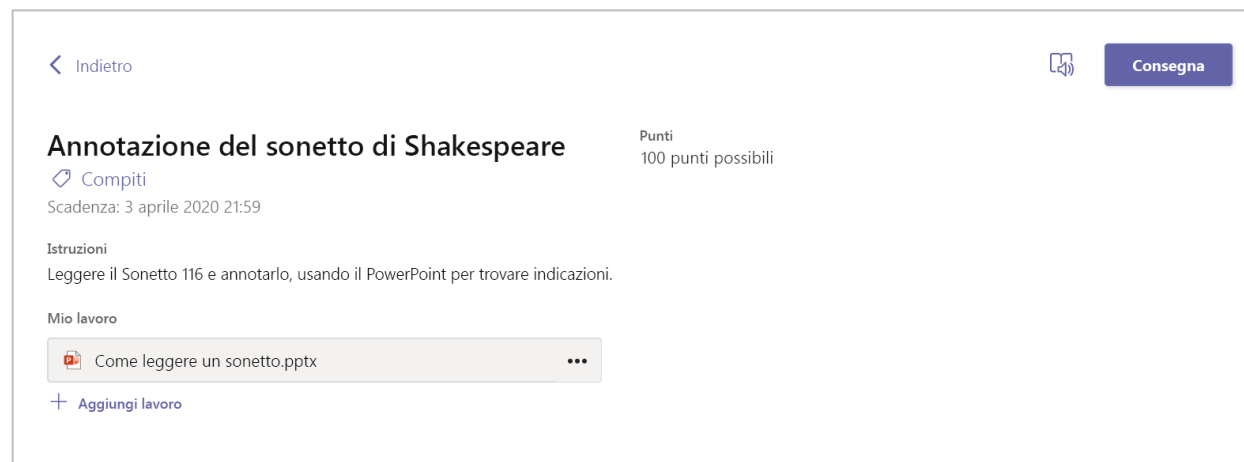 Indietro
Consegna
Annotazione del sonetto di Shakespeare
Compiti
Scadenza: 3 aprile 2020 21:59
Punti
100 punti possibili
Istruzioni
Leggere il Sonetto 116 e annotarlo, usando il PowerPoint per trovare indicazioni.
Mio lavoro
Come leggere un sonetto.pptx
Aggiungi lavoro